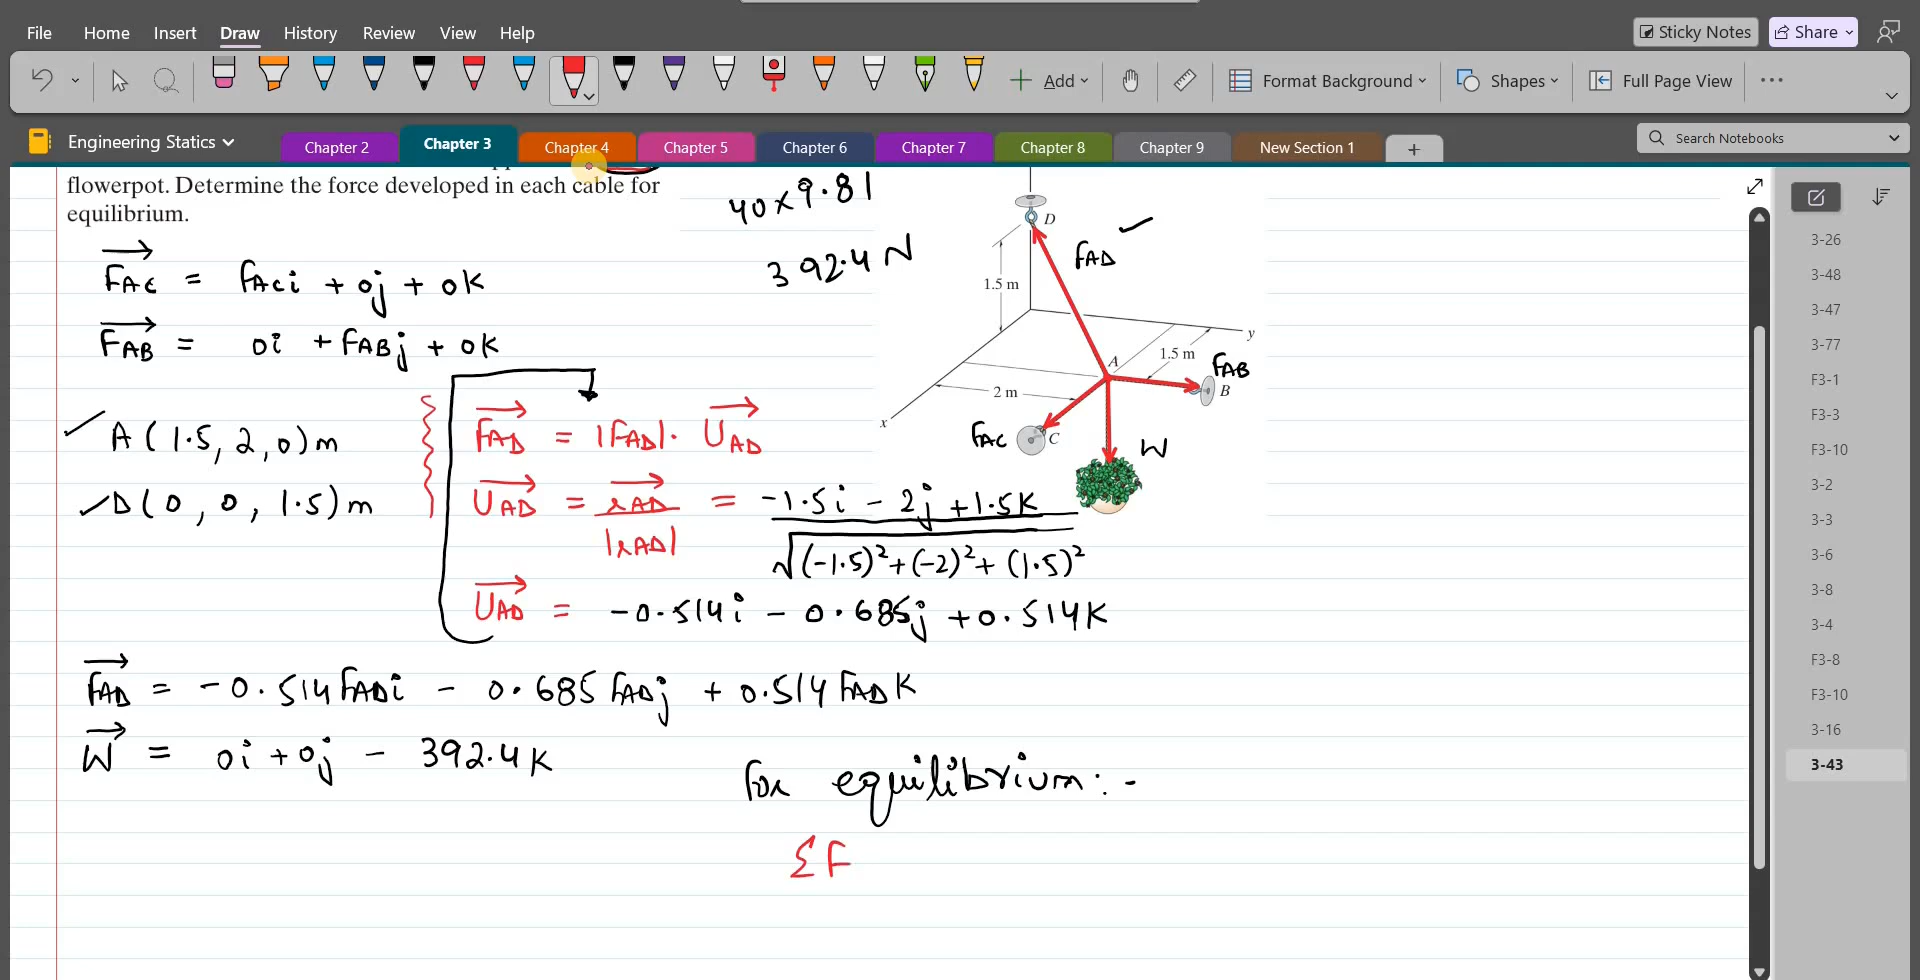 File Home Insert Draw History Review View Help
Sticky Notes Share
Add Format Background Shapes Full Page View
Engineering Statics
Chapter 2 Chapter 3 Chapter 4 Chapter 5 Chapter 6 Chapter 7 Chapter 8 Chapter 9 New Section 1 +
Search Notebooks
flowerpot. Determine the force developed in each cable for
equilibrium.
40 x 9.81
392.4 N
FAC = FACi + 0j + 0K
FAB = 0i + FABj + 0K
A(1.5, 2, 0)m
D(0, 0, 1.5)m
FAD = |FAD|. UAD
UAD = rAD / |rAD| = -1.5i - 2j + 1.5K / √(-1.5)² + (-2)² + (1.5)²
UAD = -0.514i - 0.685j + 0.514K
FAD = -0.514FADi - 0.685FADj + 0.514FADK
W = 0i + 0j - 392.4K
For equilibrium:-
ΣF
D
FAD
1.5 m
y
A
1.5 m
FAB
B
2 m
x
FAC
C
W
3-26
3-48
3-47
3-77
F3-1
F3-3
F3-10
3-2
3-3
3-6
3-8
3-4
F3-8
F3-10
3-16
3-43